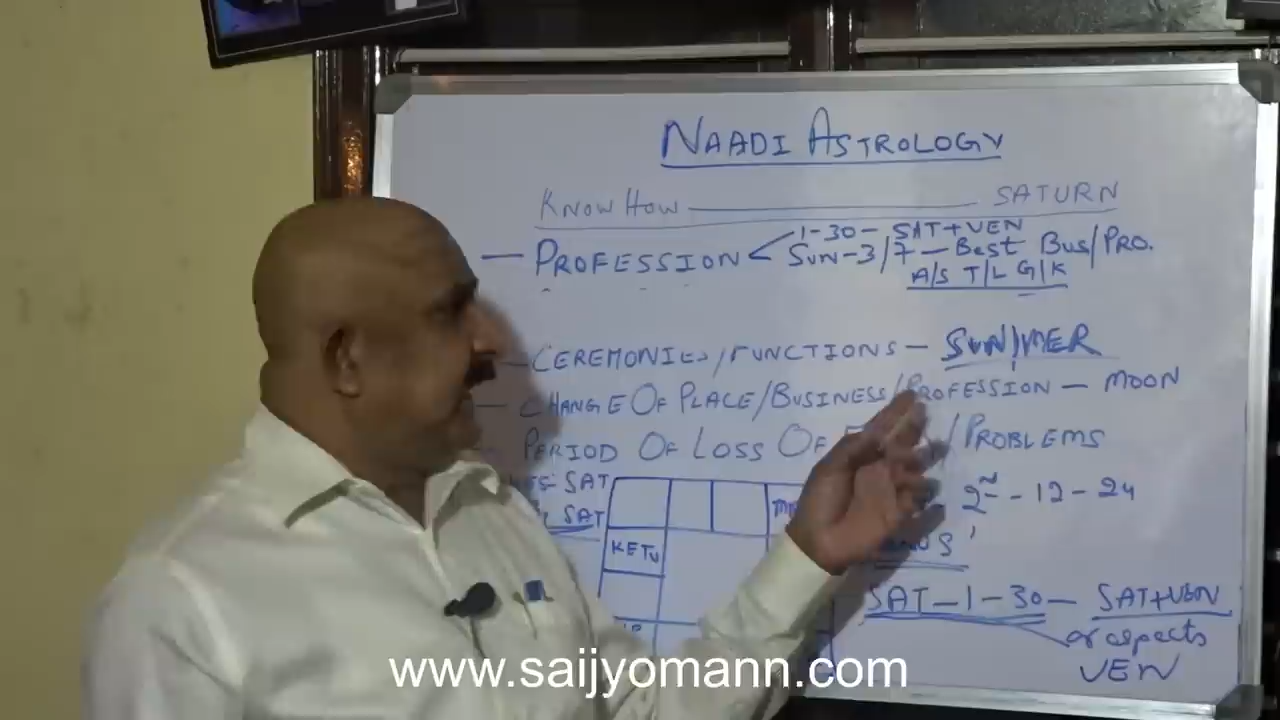 NAADI ASTROLOGY
KNOW HOW ———— SATURN
— PROFESSION < 1-30- SAT+VEN
SUN-3/7- BEST BUS/PRO.
A/S T/L G/K
— CEREMONIES/FUNCTIONS — SUN/MER
— CHANGE OF PLACE/BUSINESS/PROFESSION — MOON
PERIOD OF LOSS OF /PROBLEMS
SAT
SAT
KETU
2nd - 12 - 24
SAT-1-30- SAT+VEN
or aspects
VEN
www.saijyomann.com